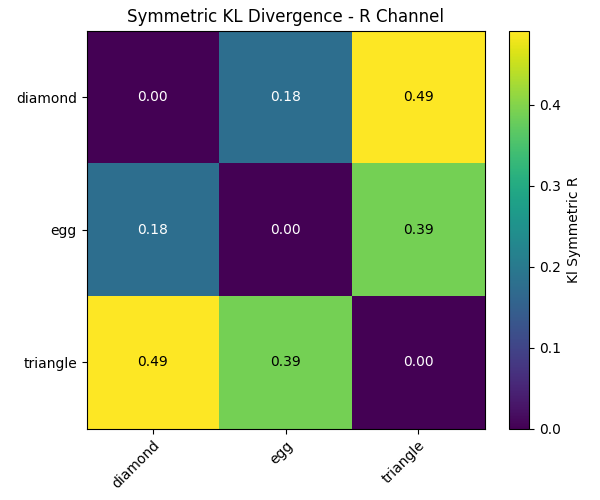 Symmetric KL Divergence - R Channel
diamond
0.00
0.18
0.49
egg
0.18
0.00
0.39
triangle
0.49
0.39
0.00
diamond
egg
triangle
0.4
0.3
0.2
0.1
0.0
Kl Symmetric R